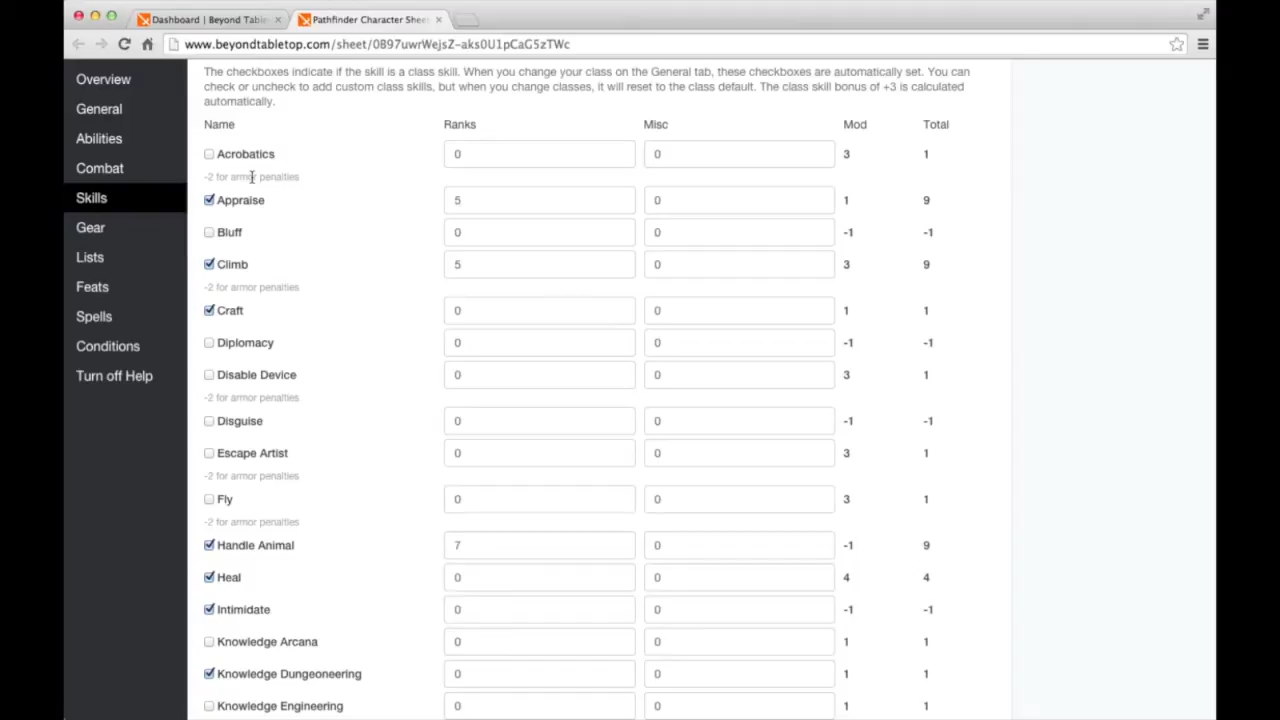 Dashboard | Beyond Table
Pathfinder Character Shee
www.beyondtabletop.com/sheet/0B97uwrWejsZ-aks0U1pCaG5zTWc
Overview
General
Abilities
Combat
Skills
Gear
Lists
Feats
Spells
Conditions
Turn off Help
The checkboxes indicate if the skill is a class skill. When you change your class on the General tab, these checkboxes are automatically set. You can
check or uncheck to add custom class skills, but when you change classes, it will reset to the class default. The class skill bonus of +3 is calculated
automatically.
Name Ranks Misc Mod Total
Acrobatics 0 0 3 1
-2 for armor penalties
Appraise 5 0 1 9
Bluff 0 0 -1 -1
Climb 5 0 3 9
-2 for armor penalties
Craft 0 0 1 1
Diplomacy 0 0 -1 -1
Disable Device 0 0 3 1
-2 for armor penalties
Disguise 0 0 -1 -1
Escape Artist 0 0 3 1
-2 for armor penalties
Fly 0 0 3 1
-2 for armor penalties
Handle Animal 7 0 -1 9
Heal 0 0 4 4
Intimidate 0 0 -1 -1
Knowledge Arcana 0 0 1 1
Knowledge Dungeoneering 0 0 1 1
Knowledge Engineering 0 0 1 1